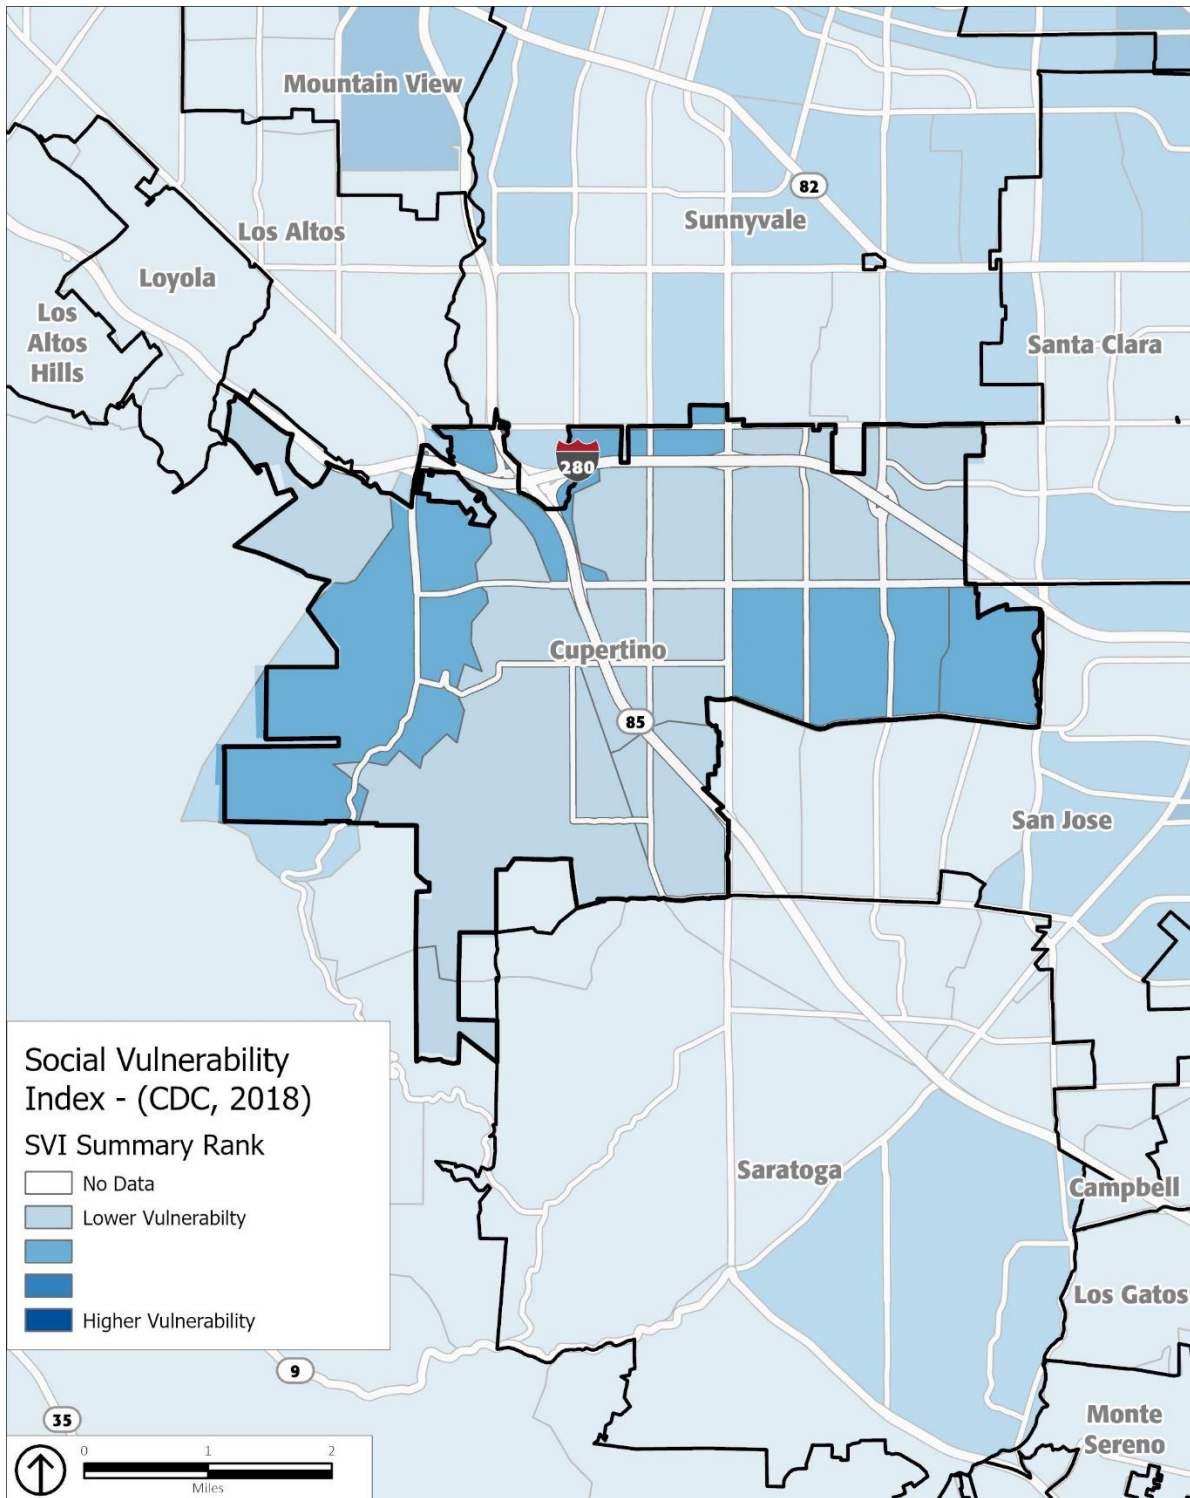 Mountain View
82
Sunnyvale
Los Altos
Loyola
Los
Altos
Hills
Santa Clara
280
Cupertino
85
San Jose
Social Vulnerability
Index - (CDC, 2018)
SVI Summary Rank
No Data
Lower Vulnerabilty
Higher Vulnerability
Saratoga
Campbell
Los Gatos
9
35
Monte
Sereno
0 1 2
Miles